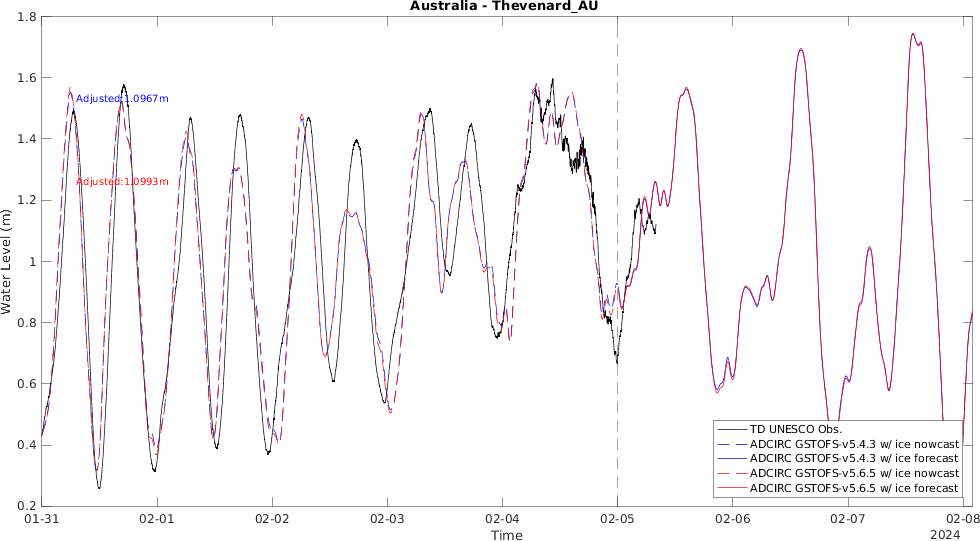 Australia - Thevenard_AU
1.8
1.6
1.4
1.2
1
0.8
0.6
0.4
0.2
Water Level (m)
Adjusted:1.0967m
Adjusted:1.0993m
TD UNESCO Obs.
ADCIRC GSTOFS-v5.4.3 w/ ice nowcast
ADCIRC GSTOFS-v5.4.3 w/ ice forecast
ADCIRC GSTOFS-v5.6.5 w/ ice nowcast
ADCIRC GSTOFS-v5.6.5 w/ ice forecast
01-31 02-01 02-02 02-03 02-04 02-05 02-06 02-07 02-08
Time
2024